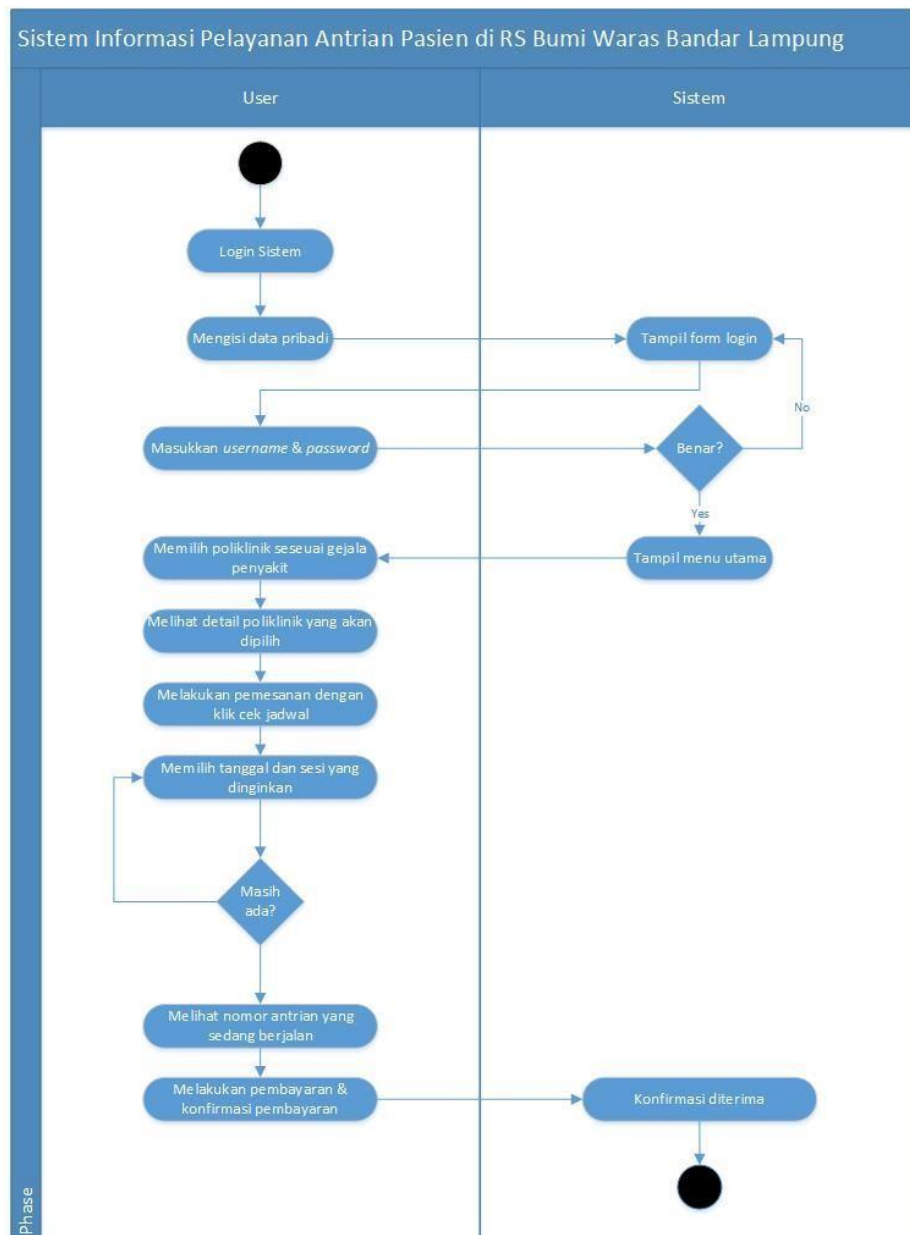 Sistem Informasi Pelayanan Antrian Pasien di RS Bumi Waras Bandar Lampung
User
Sistem
Login Sistem
Mengisi data pribadi
Tampil form login
No
Masukkan username & password
Benar?
Yes
Memilih poliklinik seseuai gejala
penyakit
Tampil menu utama
Melihat detail poliklinik yang akan
dipilih
Melakukan pemesanan dengan
klik cek jadwal
Memilih tanggal dan sesi yang
dinginkan
Masih
ada?
Melihat nomor antrian yang
sedang berjalan
Melakukan pembayaran &
konfirmasi pembayaran
Konfirmasi diterima
Phase